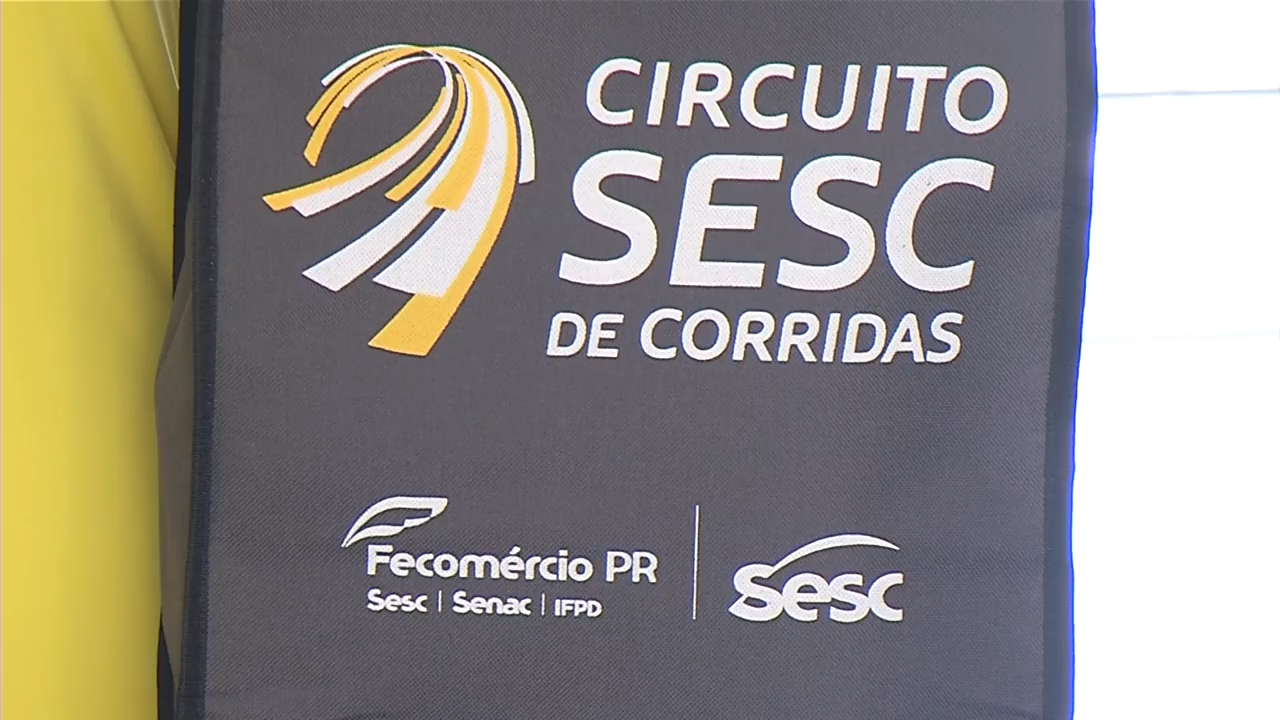 CIRCUITO
SESC
DE CORRIDAS
Fecomércio PR
Sesc | Senac | IFPD
Sesc